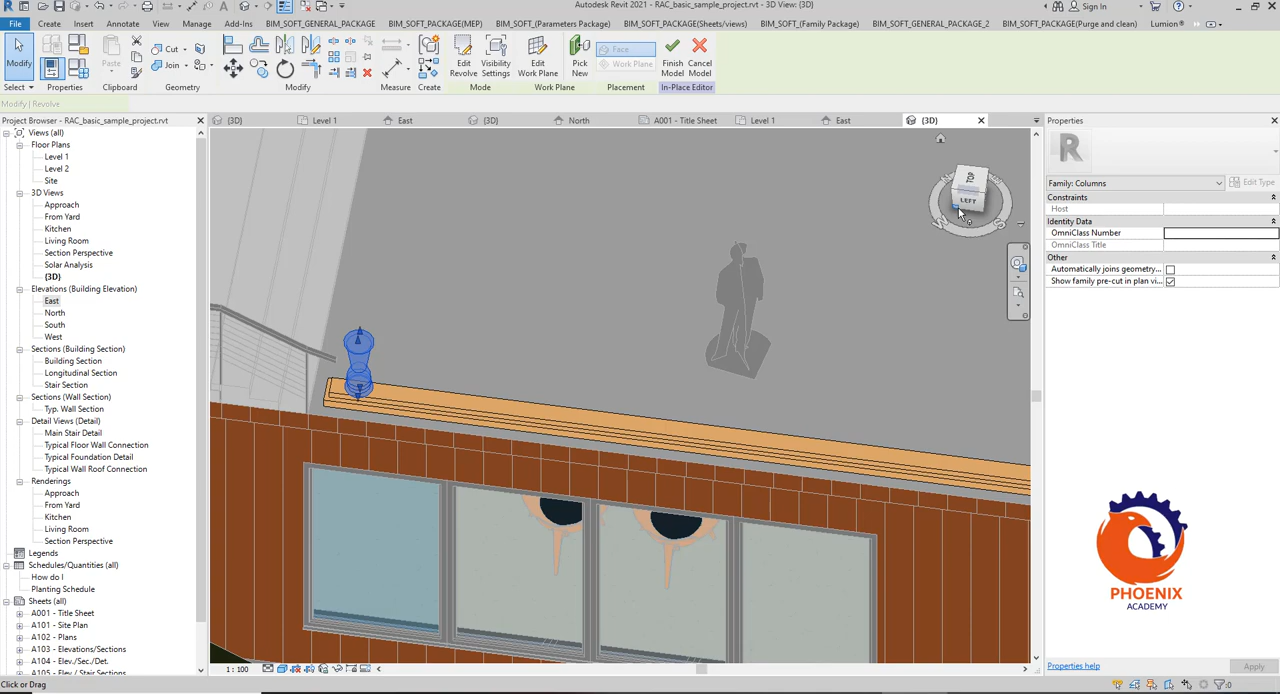 Autodesk Revit 2021 - RAC_basic_sample_project.rvt - 3D View: {3D}
Sign In
File
Create
Annotate
View
Manage
Add-Ins
BIM_SOFT_GENERAL_PACKAGE
BIM_SOFT_PACKAGE(MEP)
BIM_SOFT_(Parameters Package)
BIM_SOFT_PACKAGE(Sheets/views)
BIM_SOFT_(Family Package)
BIM_SOFT_GENERAL_PACKAGE_2
BIM_SOFT_PACKAGE(Purge and clean)
Lumion®
Modify
Paste
Cut
Join
Edit Revolve
Visibility Settings
Edit Work Plane
Pick New
Face
Work Plane
Finish Model
Cancel Model
Select
Properties
Clipboard
Geometry
Modify
Measure
Create
Mode
Work Plane
Placement
In-Place Editor
Modify | Revolve
Project Browser - RAC_basic_sample_project.rvt
{3D}
Level 1
East
{3D}
North
A001 - Title Sheet
Level 1
East
{3D}
Views (all)
Floor Plans
Level 1
Level 2
Site
3D Views
Approach
From Yard
Kitchen
Living Room
Section Perspective
Solar Analysis
{3D}
Elevations (Building Elevation)
East
North
South
West
Sections (Building Section)
Building Section
Longitudinal Section
Stair Section
Sections (Wall Section)
Typ. Wall Section
Detail Views (Detail)
Main Stair Detail
Typical Floor Wall Connection
Typical Foundation Detail
Typical Wall Roof Connection
Renderings
Approach
From Yard
Kitchen
Living Room
Section Perspective
Legends
Schedules/Quantities (all)
How do I
Planting Schedule
Sheets (all)
A001 - Title Sheet
A101 - Site Plan
A102 - Plans
A103 - Elevations/Sections
A104 - Elev./Sec./Det.
A105 - Elev./ Stair Sections
TOP
LEFT
W
S
Properties
R
Family: Columns
Edit Type
Constraints
Host
Identity Data
OmniClass Number
OmniClass Title
Other
Automatically joins geometry...
Show family pre-cut in plan vi...
PHOENIX
ACADEMY
Properties help
Apply
1 : 100
Click or Drag
:0